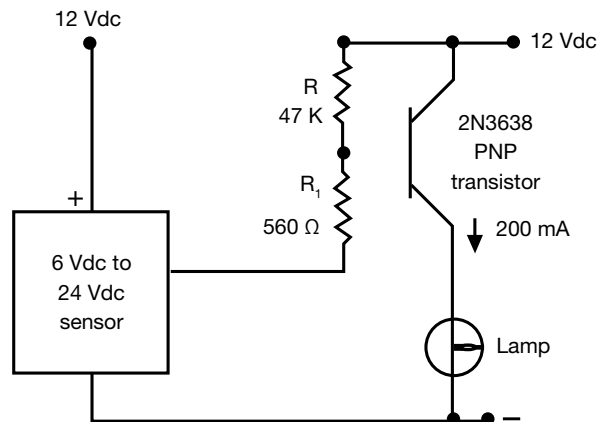 12 Vdc
12 Vdc
R
47 K
2N3638
PNP
transistor
R₁
560 Ω
+
200 mA
6 Vdc to
24 Vdc
sensor
Lamp
–